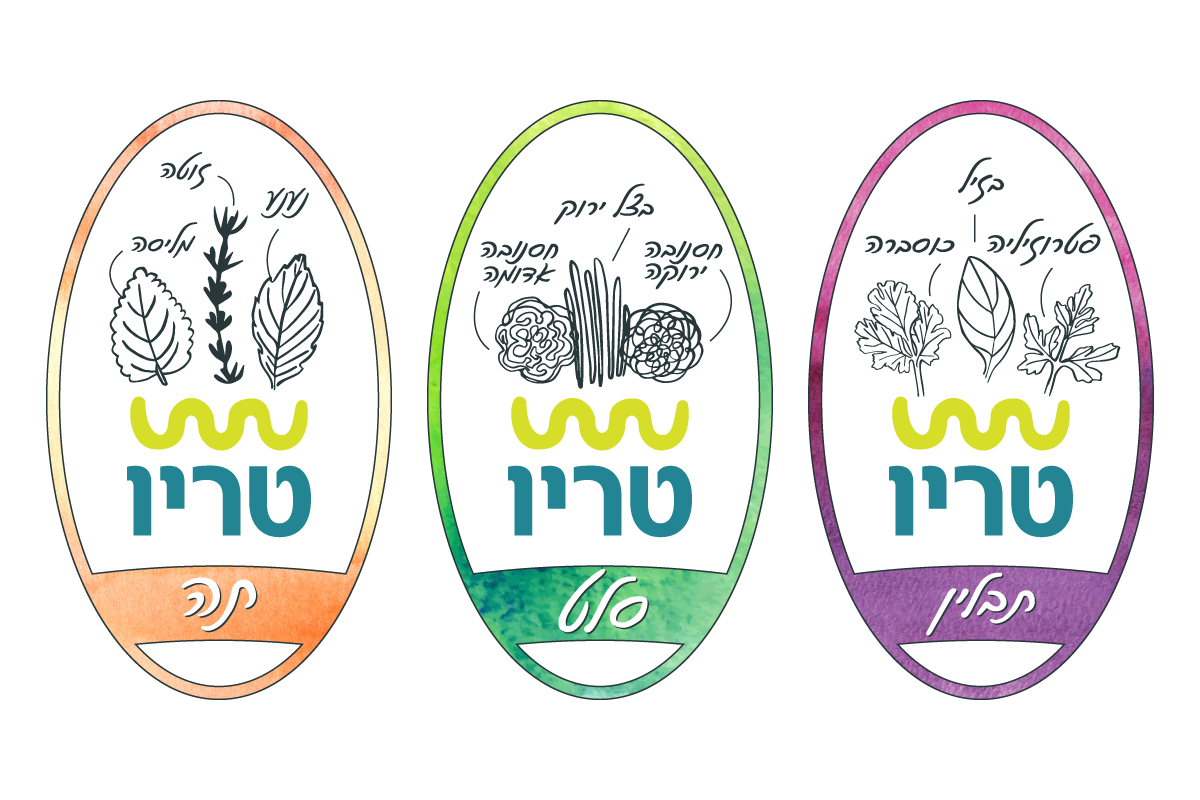 זוטה
נענע
מליסה
טריו
תה
בצל ירוק
חסנובה
ירוקה
חסנובה
אדומה
טריו
סלט
בזיל
פטרוזיליה
כוסברה
טריו
תבלין